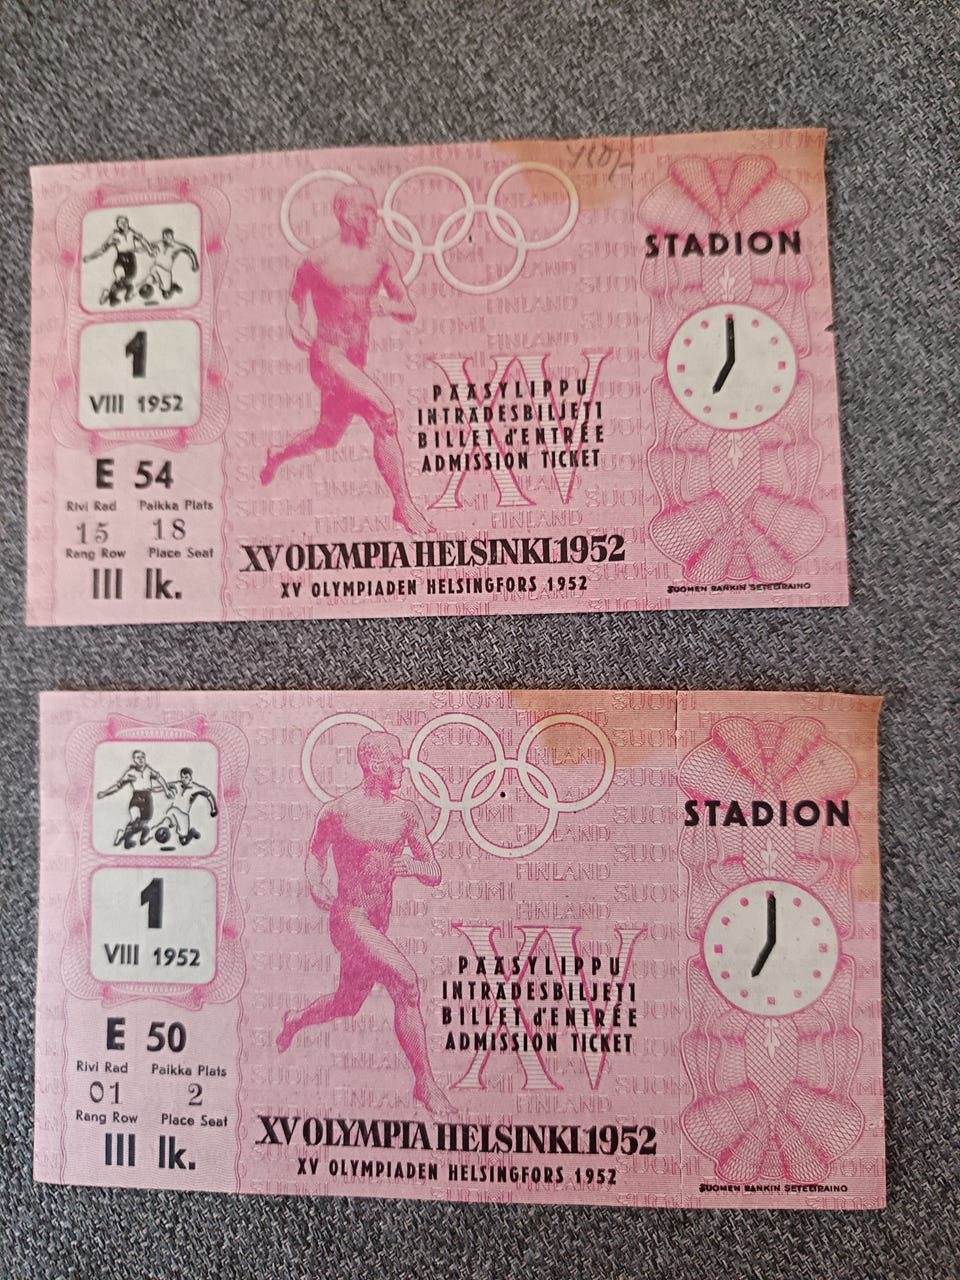 STADION
1
VIII 1952
PÄÄSYLIPPU
INTRÄDESBILJETT
BILLET d'ENTRÉE
ADMISSION TICKET
E 54
Rivi Rad Paikka Plats
15 18
Rang Row Place Seat
III lk.
XV OLYMPIA HELSINKI 1952
XV OLYMPIADEN HELSINGFORS 1952
SUOMEN PANKIN SETELIPAINO
STADION
1
VIII 1952
PÄÄSYLIPPU
INTRÄDESBILJETT
BILLET d'ENTRÉE
ADMISSION TICKET
XV
SUOMI FINLAND
E 50
Rivi Rad Paikka Plats
01 2
Rang Row Place Seat
III lk.
XV OLYMPIA HELSINKI 1952
XV OLYMPIADEN HELSINGFORS 1952
SUOMEN PANKIN SETELIPAINO